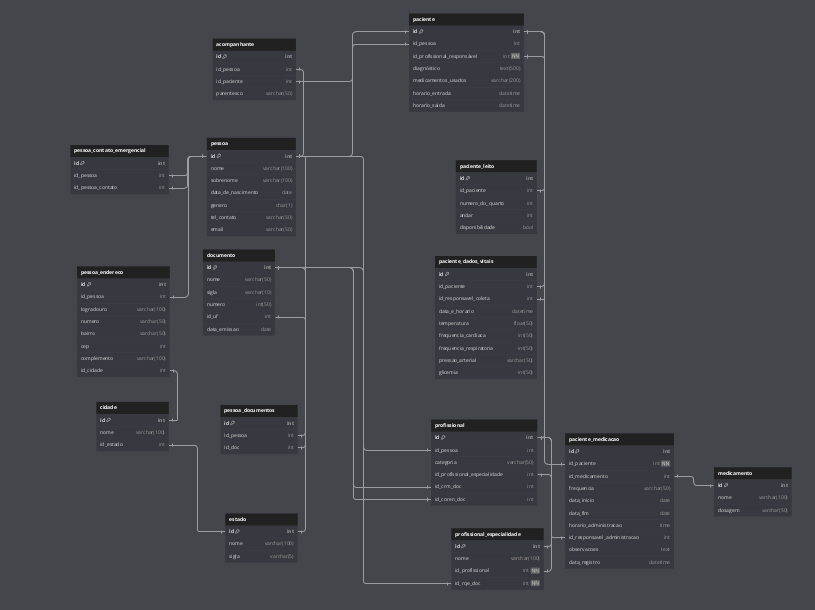 paciente
id int
id_pessoa int
id_profissional_responsável int NN
diagnóstico text(500)
medicamentos_usados varchar(200)
horario_entrada datetime
horario_saida datetime
acompanhante
id int
id_pessoa int
id_paciente int
parentesco varchar(50)
pessoa_contato_emergencial
id int
id_pessoa int
id_pessoa_contato int
pessoa
id int
nome varchar(100)
sobrenome varchar(100)
data_de_nascimento date
genero char(1)
tel_contato varchar(50)
email varchar(50)
paciente_leito
id int
id_paciente int
numero_do_quarto int
andar int
disponibilidade bool
documento
id int
nome varchar(50)
sigla varchar(10)
numero int(50)
id_uf int
data_emissao date
pessoa_endereco
id int
id_pessoa int
logradouro varchar(100)
numero varchar(50)
bairro varchar(50)
cep int
complemento varchar(100)
id_cidade int
paciente_dados_vitais
id int
id_paciente int
id_responsavel_coleta int
data_e_horario datetime
temperatura float(50)
frequencia_cardiaca int(50)
frequencia_respiratoria int(50)
pressao_arterial varchar(50)
glicemia int(50)
cidade
id int
nome varchar(100)
id_estado int
pessoa_documentos
id int
id_pessoa int
id_doc int
profissional
id int
id_pessoa int
categoria varchar(50)
id_profissional_especialidade int
id_crm_doc int
id_coren_doc int
paciente_medicacao
id int
id_paciente int NN
id_medicamento int
frequencia varchar(50)
data_inicio date
data_fim date
horario_administracao time
id_responsavel_administracao int
observacoes text
data_registro datetime
medicamento
id int
nome varchar(100)
dosagem varchar(50)
estado
id int
nome varchar(100)
sigla varchar(5)
profissional_especialidade
id int
nome varchar(100)
id_profissional int NN
id_rqe_doc int NN